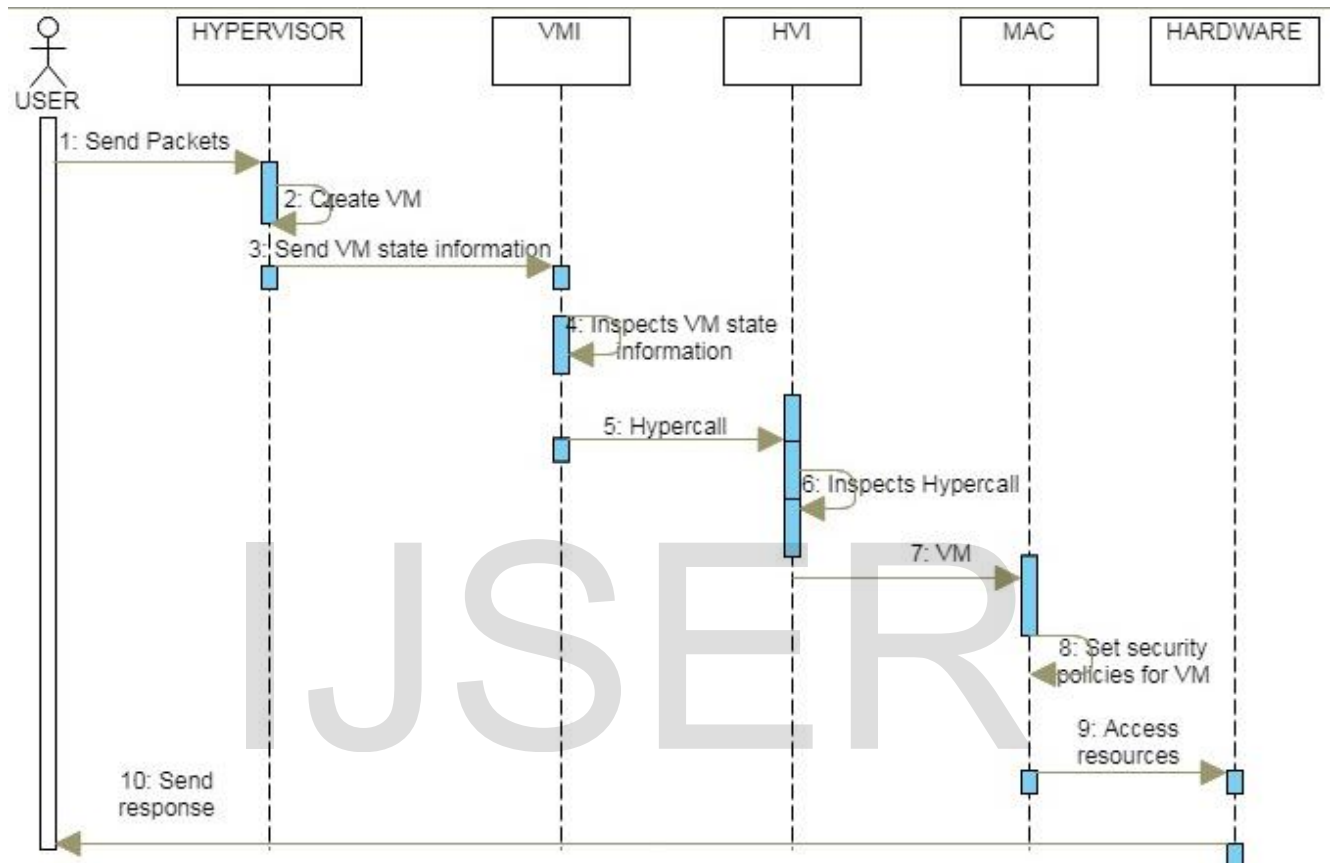 HYPERVISOR
VMI
HVI
MAC
HARDWARE
USER
1: Send Packets
2: Create VM
3: Send VM state information
4: Inspects VM state
information
5: Hypercall
6: Inspects Hypercall
7: VM
8: Set security
policies for VM
9: Access
resources
10: Send
response
IJSER